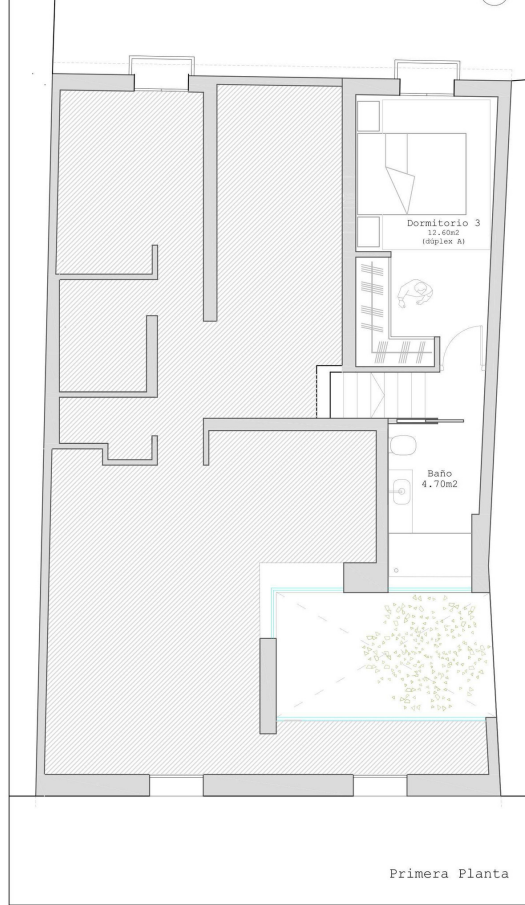 Dormitorio 3
12.60m2
(dúplex A)
Baño
4.70m2
Primera Planta